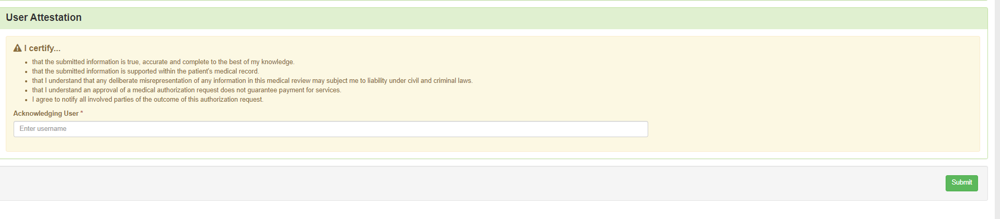 User Attestation
I certify...
• that the submitted information is true, accurate and complete to the best of my knowledge.
• that the submitted information is supported within the patient's medical record.
• that I understand that any deliberate misrepresentation of any information in this medical review may subject me to liability under civil and criminal laws.
• that I understand an approval of a medical authorization request does not guarantee payment for services.
• I agree to notify all involved parties of the outcome of this authorization request.
Acknowledging User *
Enter username
Submit